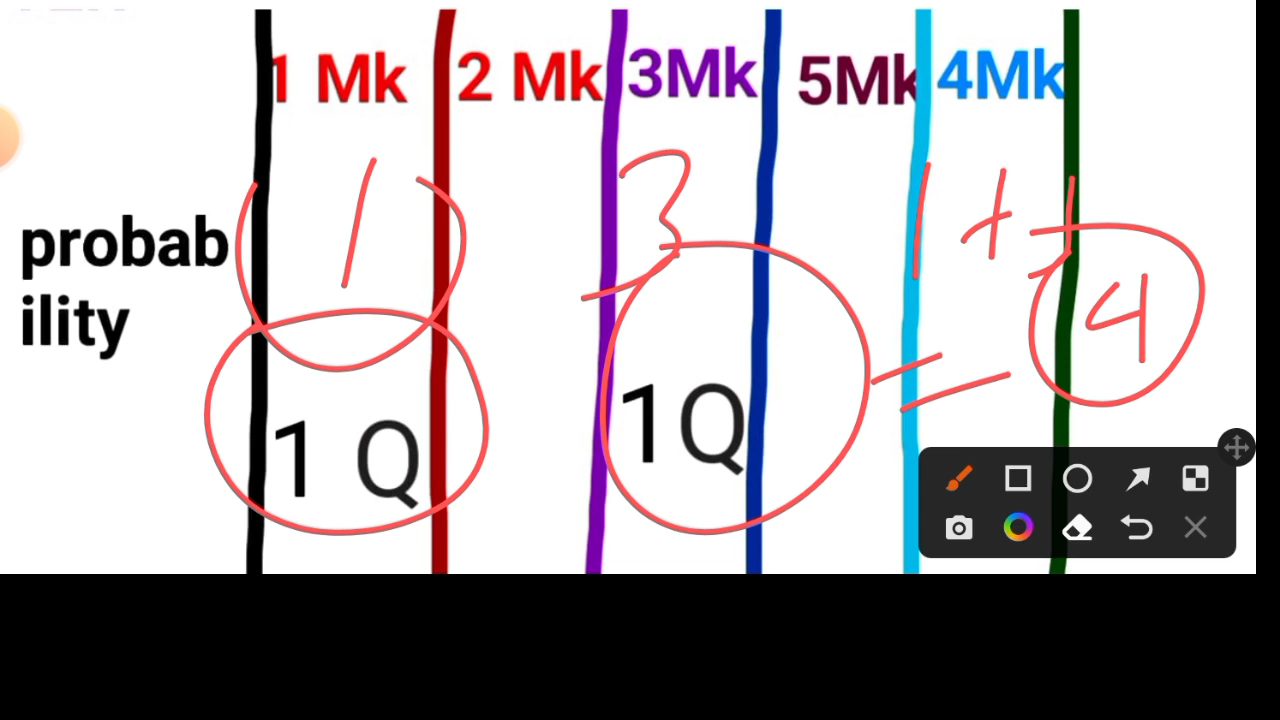 1 Mk 2 Mk 3Mk 5Mk 4Mk
probab
ility
1 3 1 + 1
= 4
1 Q 1Q